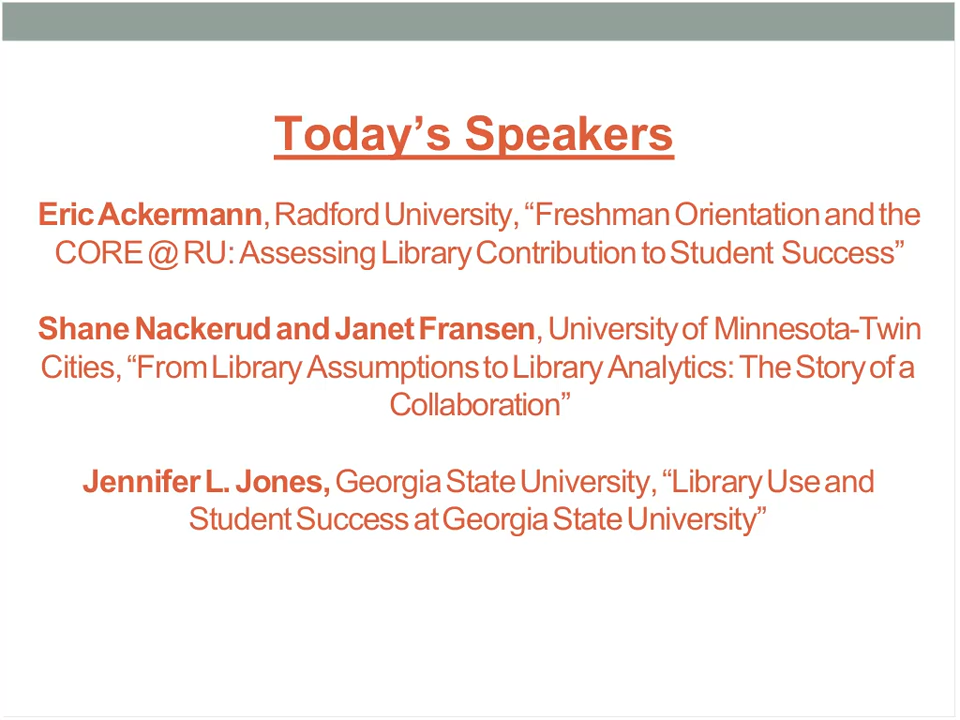 Today’s Speakers
Eric Ackermann, Radford University, “Freshman Orientation and the
CORE @ RU: Assessing Library Contribution to Student Success”
Shane Nackerud and Janet Fransen, University of Minnesota-Twin
Cities, “From Library Assumptions to Library Analytics: The Story of a
Collaboration”
Jennifer L. Jones, Georgia State University, “Library Use and
Student Success at Georgia State University”